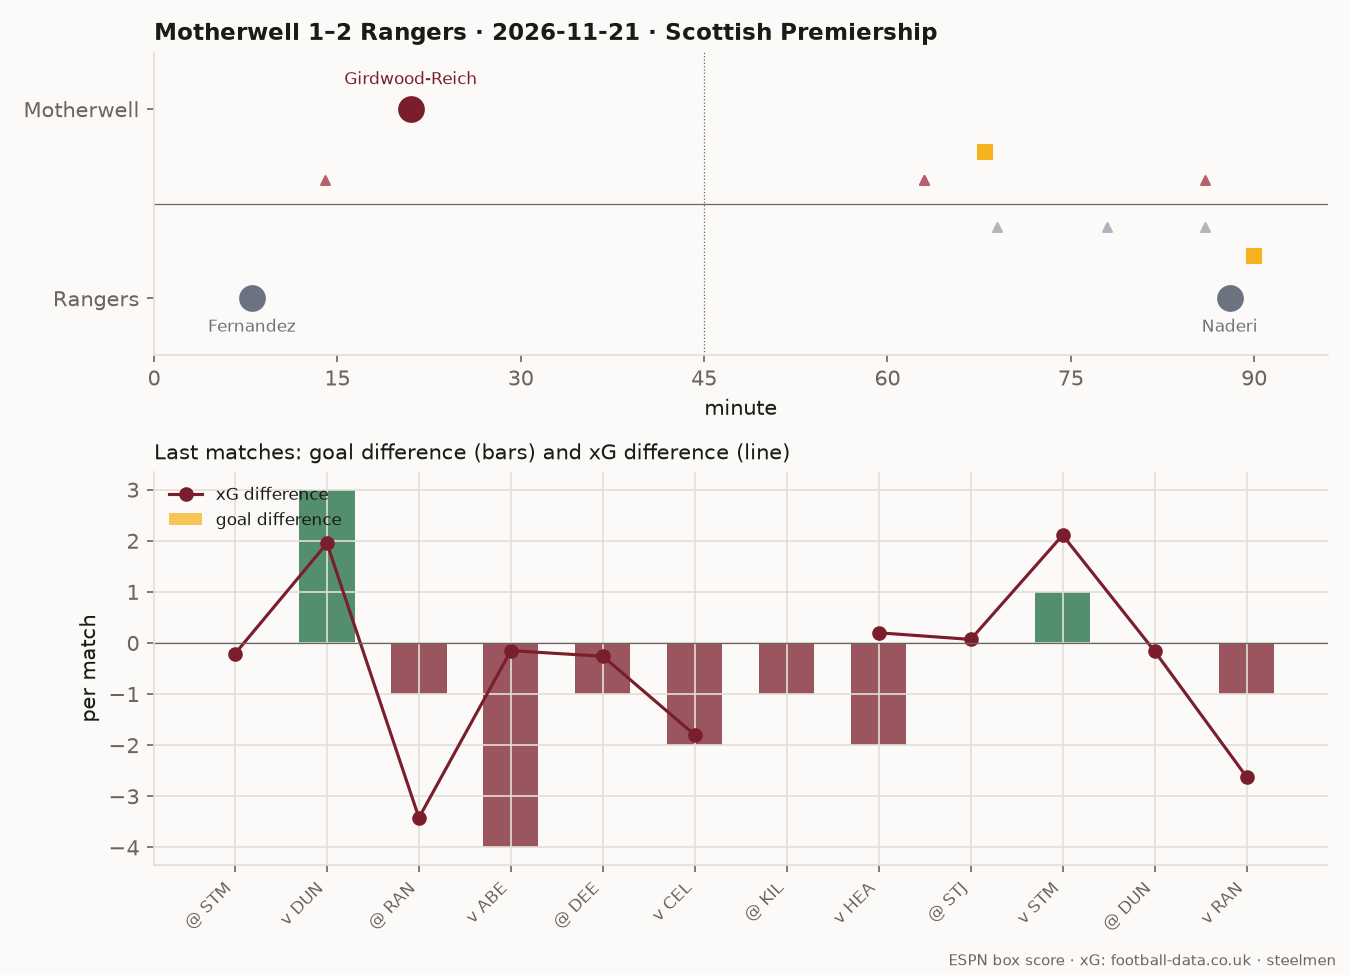 Motherwell 1–2 Rangers · 2026-11-21 · Scottish Premiership
Girdwood-Reich
Motherwell
Rangers
Fernandez
Naderi
0 15 30 45 60 75 90
minute
Last matches: goal difference (bars) and xG difference (line)
xG difference
goal difference
per match
3
2
1
0
−1
−2
−3
−4
@ STM v DUN @ RAN v ABE @ DEE v CEL @ KIL v HEA @ STJ v STM @ DUN v RAN
ESPN box score · xG: football-data.co.uk · steelmen